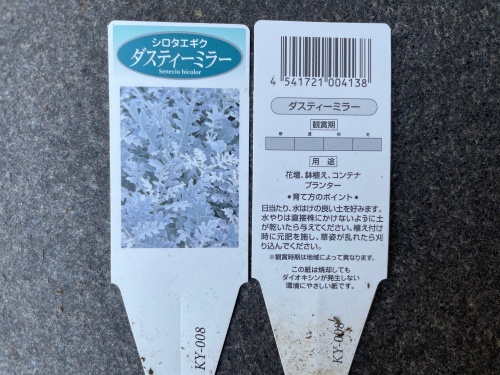 シロタエギク
ダスティーミラー
Senecio bicolor
KY-008
4 541721 004138
ダスティーミラー
観賞期
春 夏 秋 冬
用 途
花壇、鉢植え、コンテナ
プランター
・育て方のポイント・
日当たり、水はけの良い土を好みます。
水やりは直接株にかけないように土
が乾いたら与えてください。植え付け
時に元肥を施し、草姿が乱れたら刈
り込んでください。
※観賞時期は地域によって異なります。
この紙は焼却しても
ダイオキシンが発生しない
環境にやさしい紙です。
KY-008